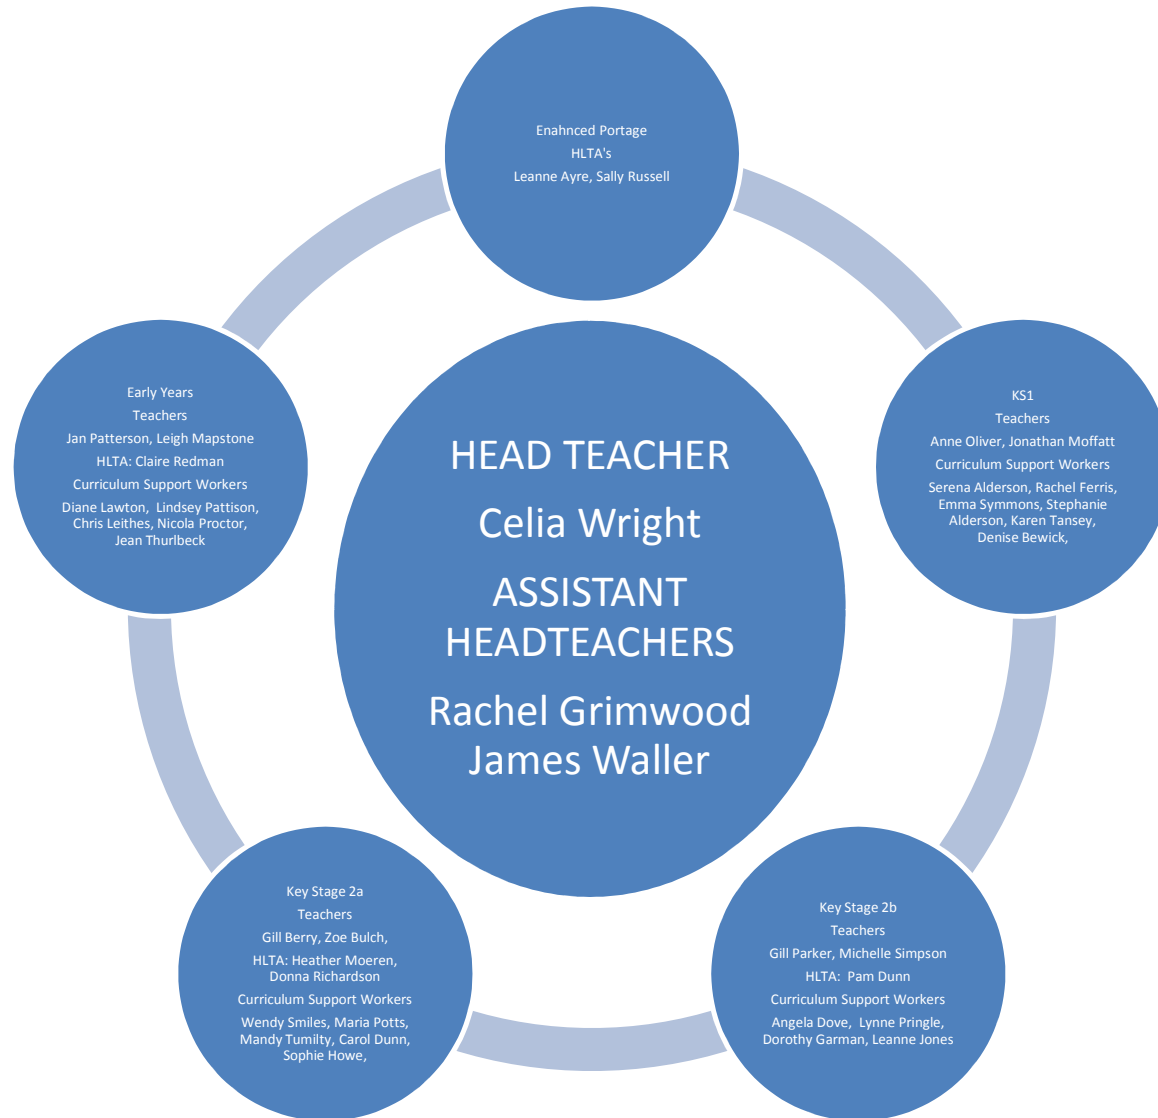 Enahnced Portage
HLTA's
Leanne Ayre, Sally Russell
Early Years
Teachers
Jan Patterson, Leigh Mapstone
HLTA: Claire Redman
Curriculum Support Workers
Diane Lawton,  Lindsey Pattison,
Chris Leithes, Nicola Proctor,
Jean Thurlbeck
HEAD TEACHER
Celia Wright
ASSISTANT
HEADTEACHERS
Rachel Grimwood
James Waller
KS1
Teachers
Anne Oliver, Jonathan Moffatt
Curriculum Support Workers
Serena Alderson, Rachel Ferris,
Emma Symmons, Stephanie
Alderson, Karen Tansey,
Denise Bewick,
Key Stage 2a
Teachers
Gill Berry, Zoe Bulch,
HLTA: Heather Moeren,
Donna Richardson
Curriculum Support Workers
Wendy Smiles, Maria Potts,
Mandy Tumilty, Carol Dunn,
Sophie Howe,
Key Stage 2b
Teachers
Gill Parker, Michelle Simpson
HLTA:  Pam Dunn
Curriculum Support Workers
Angela Dove,  Lynne Pringle,
Dorothy Garman, Leanne Jones